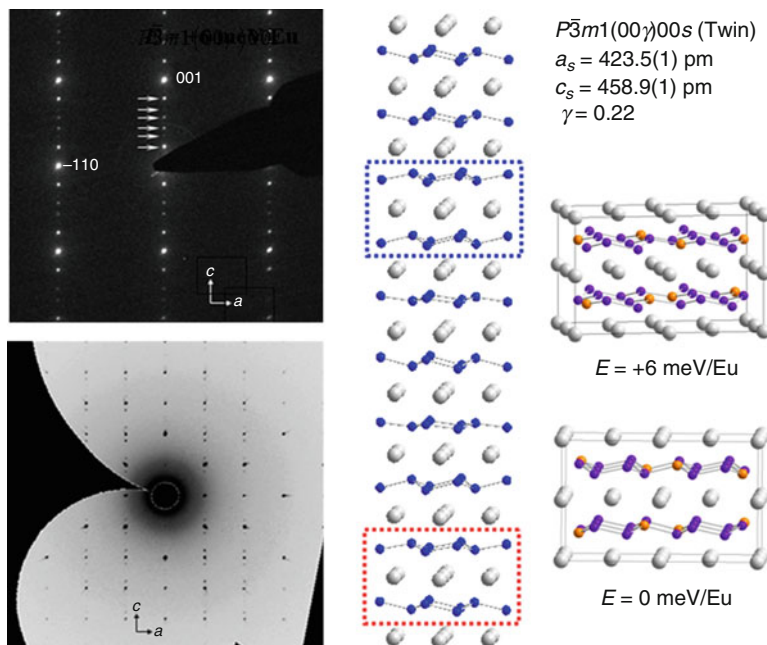 001
–110
c
a
c
a
P3̄m1(00γ)00s (Twin)
aₛ = 423.5(1) pm
cₛ = 458.9(1) pm
γ = 0.22
E = +6 meV/Eu
E = 0 meV/Eu